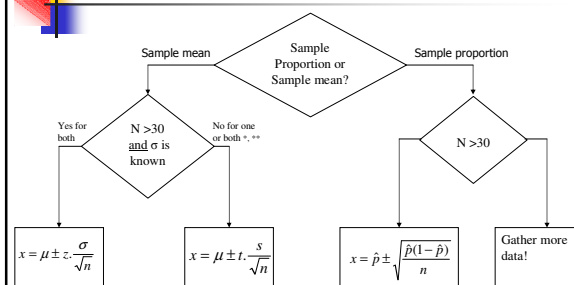 Sample
Proportion or
Sample mean?
Sample mean
Sample proportion
N >30
and σ is
known
Yes for
both
No for one
or both *, **
N >30
x = μ ± z. σ/√n
x = μ ± t. s/√n
x = p̂ ± √(p̂(1 − p̂)/n)
Gather more
data!